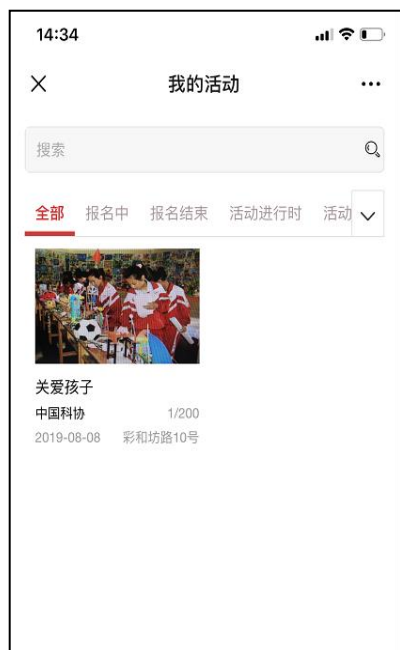 14:34
我的活动
搜索
全部 报名中 报名结束 活动进行时 活动
关爱孩子
中国科协 1/200
2019-08-08 彩和坊路10号